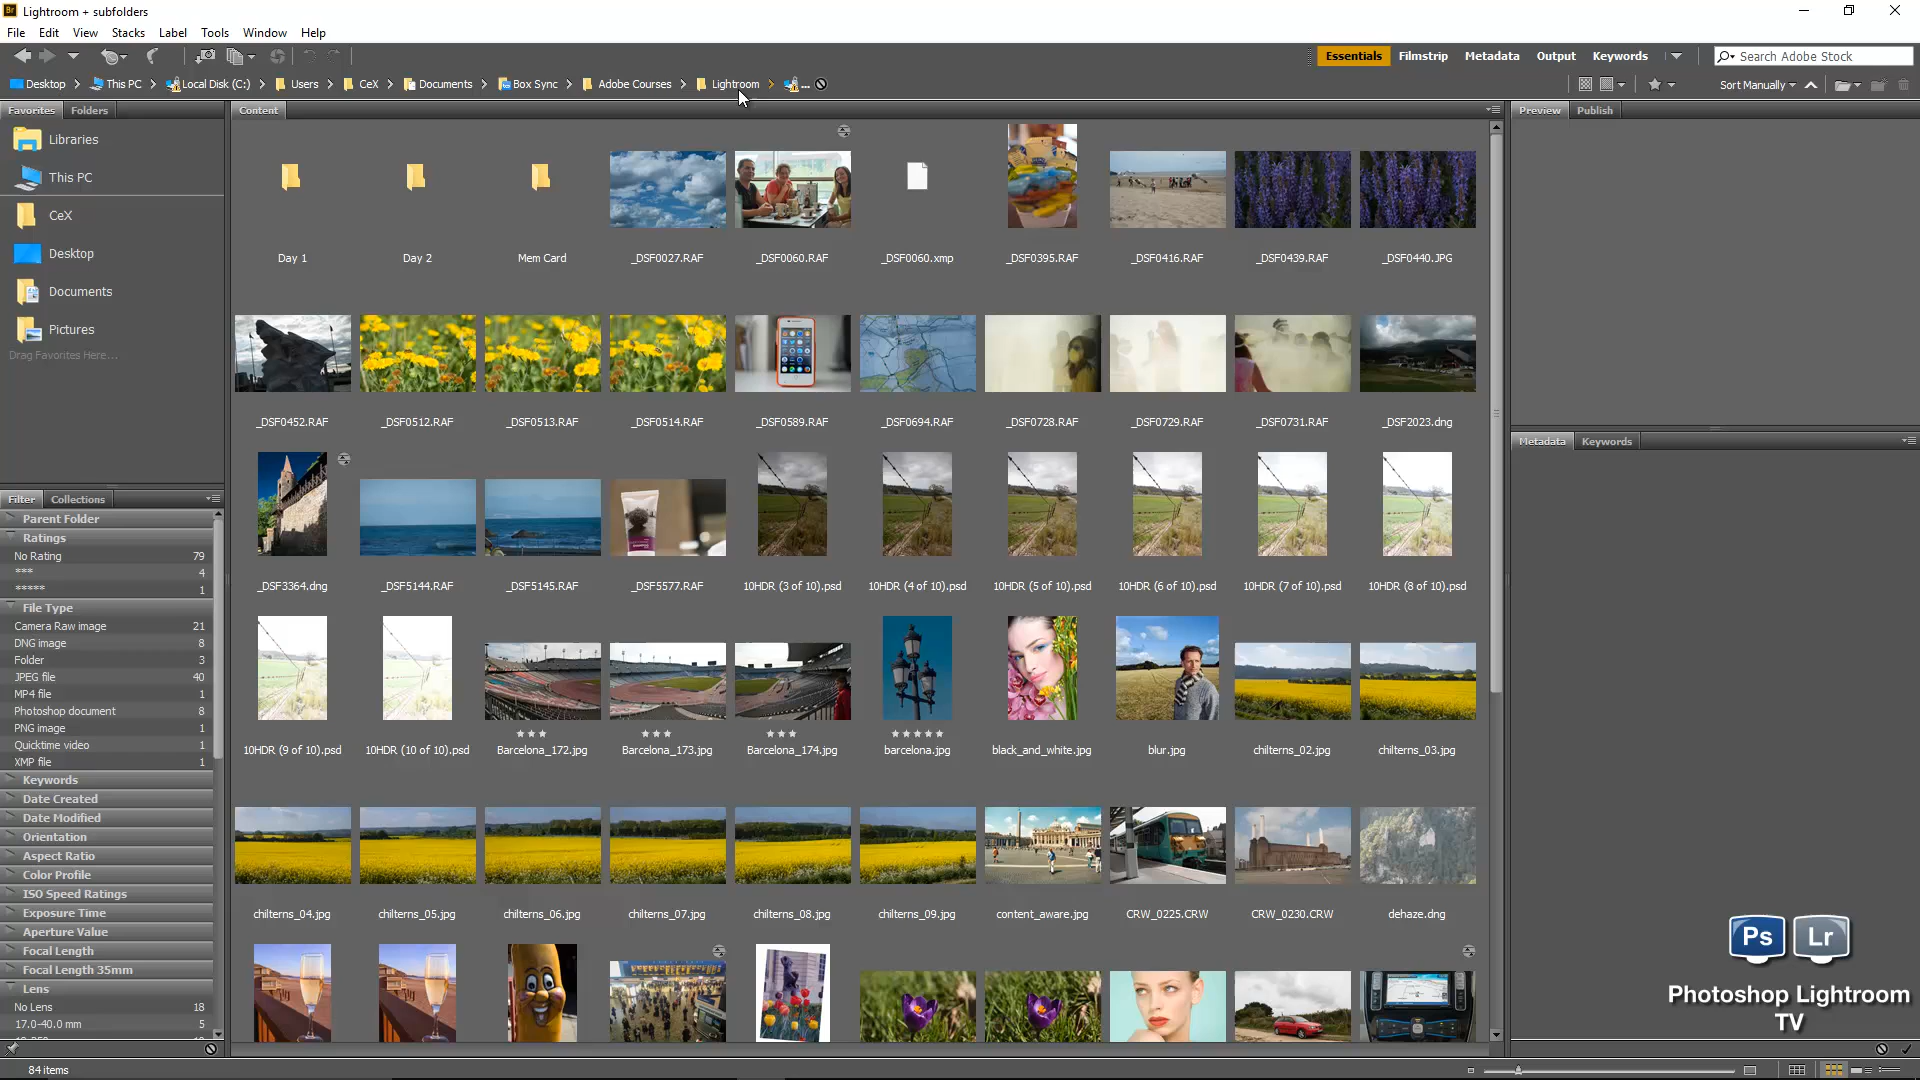 Br Lightroom + subfolders
File Edit View Stacks Label Tools Window Help
Essentials Filmstrip Metadata Output Keywords Search Adobe Stock
Desktop This PC Local Disk (C:) Users CeX Documents Box Sync Adobe Courses Lightroom ... Sort Manually
Favorites Folders
Libraries
This PC
CeX
Desktop
Documents
Pictures
Drag Favorites Here...
Filter Collections
Parent Folder
Ratings
No Rating 79
*** 4
***** 1
File Type
Camera Raw image 21
DNG image 8
Folder 3
JPEG file 40
MP4 file 1
Photoshop document 8
PNG image 1
Quicktime video 1
XMP file 1
Keywords
Date Created
Date Modified
Orientation
Aspect Ratio
Color Profile
ISO Speed Ratings
Exposure Time
Aperture Value
Focal Length
Focal Length 35mm
Lens
No Lens 18
17.0-40.0 mm 5
Content
Day 1 Day 2 Mem Card _DSF0027.RAF _DSF0060.RAF _DSF0060.xmp _DSF0395.RAF _DSF0416.RAF _DSF0439.RAF _DSF0440.JPG
_DSF0452.RAF _DSF0512.RAF _DSF0513.RAF _DSF0514.RAF _DSF0589.RAF _DSF0694.RAF _DSF0728.RAF _DSF0729.RAF _DSF0731.RAF _DSF2023.dng
_DSF3364.dng _DSF5144.RAF _DSF5145.RAF _DSF5577.RAF 10HDR (3 of 10).psd 10HDR (4 of 10).psd 10HDR (5 of 10).psd 10HDR (6 of 10).psd 10HDR (7 of 10).psd 10HDR (8 of 10).psd
10HDR (9 of 10).psd 10HDR (10 of 10).psd Barcelona_172.jpg Barcelona_173.jpg Barcelona_174.jpg barcelona.jpg black_and_white.jpg blur.jpg chilterns_02.jpg chilterns_03.jpg
chilterns_04.jpg chilterns_05.jpg chilterns_06.jpg chilterns_07.jpg chilterns_08.jpg chilterns_09.jpg content_aware.jpg CRW_0225.CRW CRW_0230.CRW dehaze.dng
Preview Publish
Metadata Keywords
Ps Lr
Photoshop Lightroom
TV
84 items